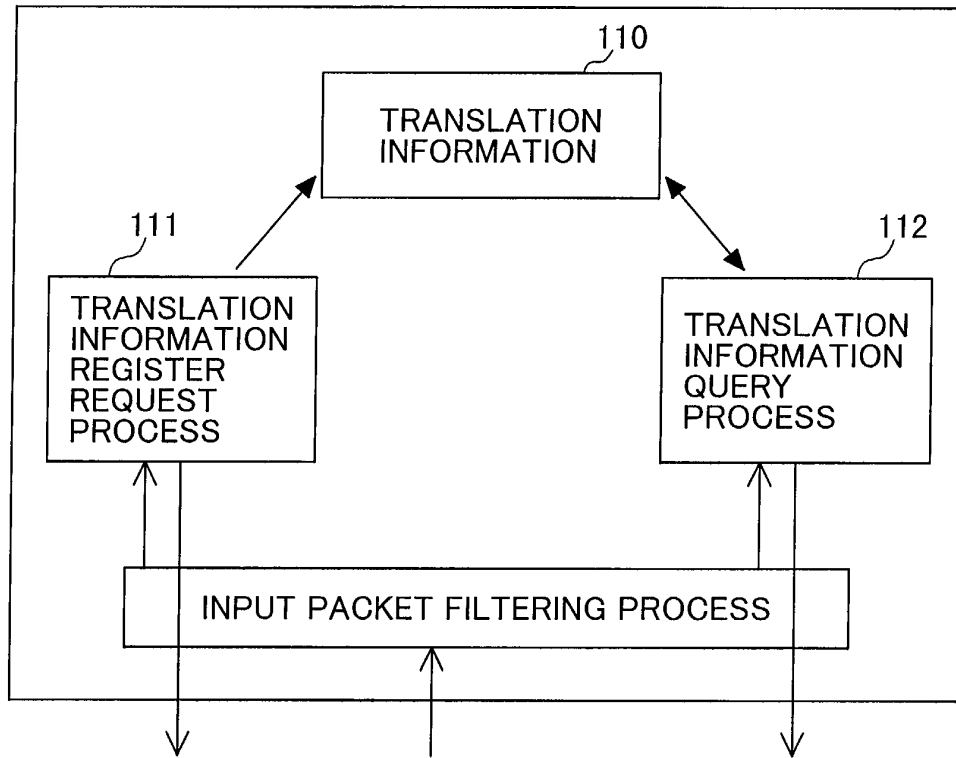 110
TRANSLATION
INFORMATION
111
TRANSLATION
INFORMATION
REGISTER
REQUEST
PROCESS
112
TRANSLATION
INFORMATION
QUERY
PROCESS
INPUT PACKET FILTERING PROCESS